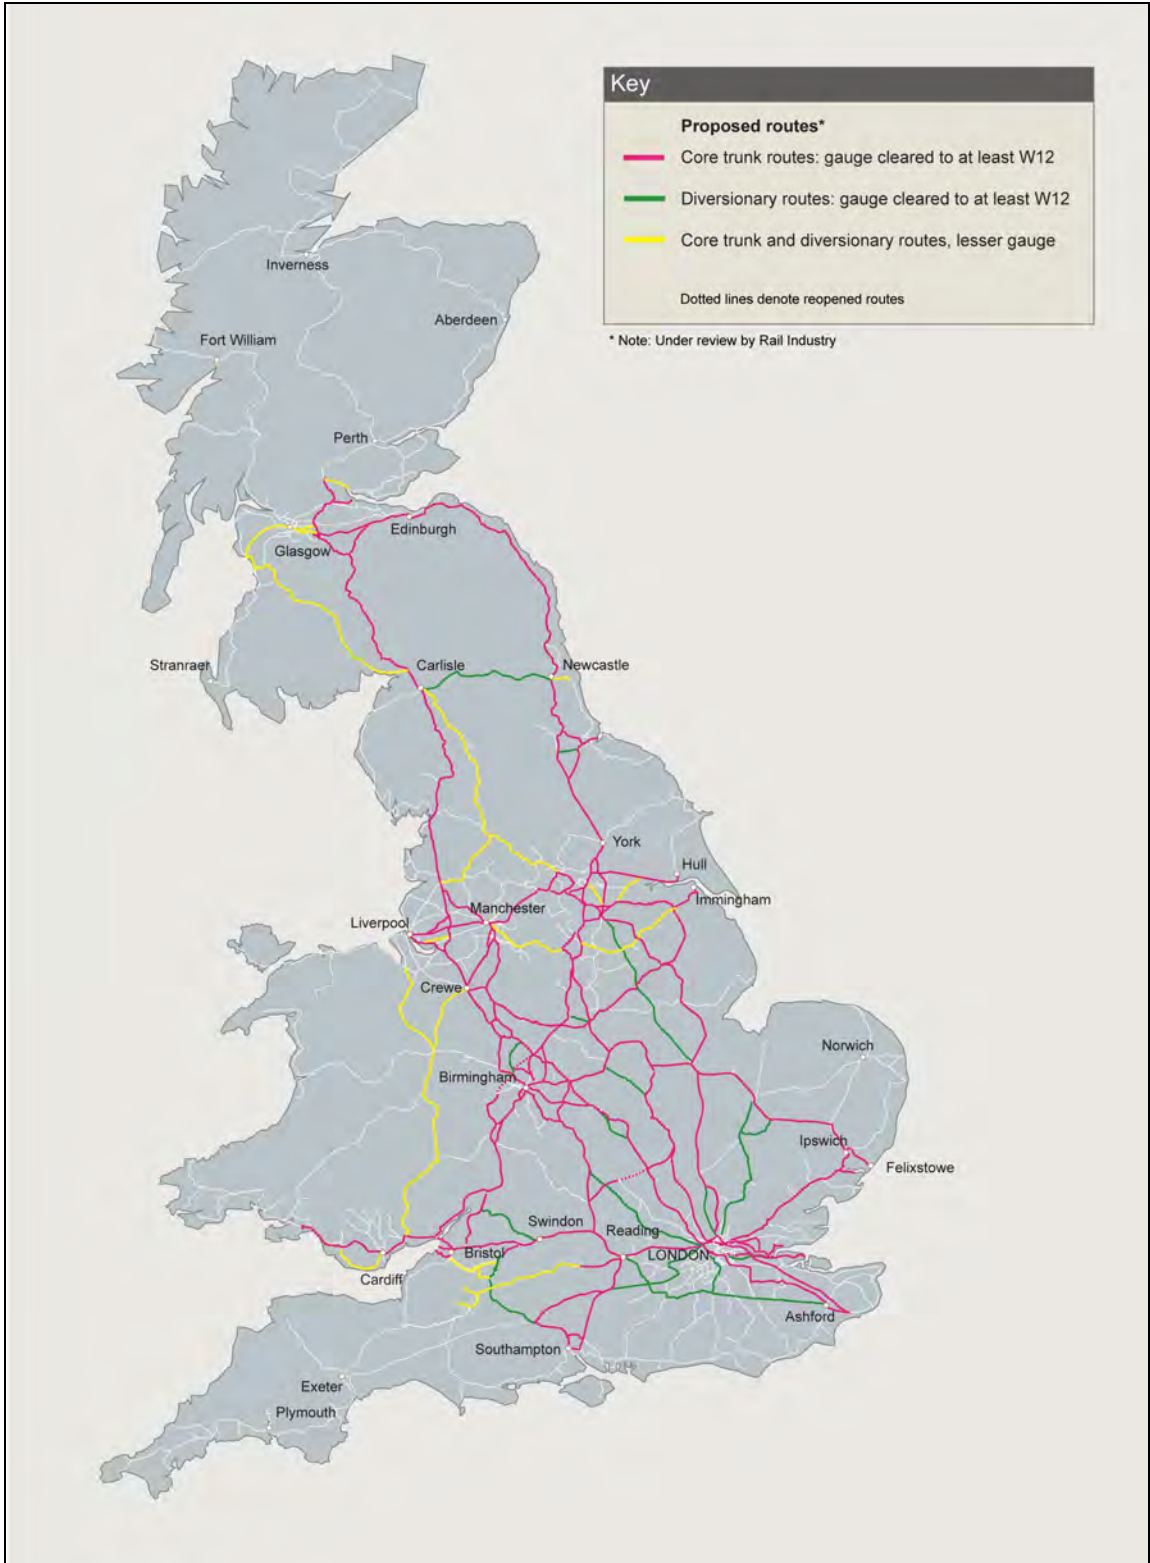 Key
Proposed routes*
Core trunk routes: gauge cleared to at least W12
Diversionary routes: gauge cleared to at least W12
Core trunk and diversionary routes, lesser gauge
Dotted lines denote reopened routes
* Note: Under review by Rail Industry
Inverness
Aberdeen
Fort William
Perth
Edinburgh
Glasgow
Stranraer
Carlisle
Newcastle
York
Hull
Immingham
Manchester
Liverpool
Crewe
Norwich
Birmingham
Ipswich
Felixstowe
Swindon
Reading
LONDON
Bristol
Cardiff
Ashford
Southampton
Exeter
Plymouth